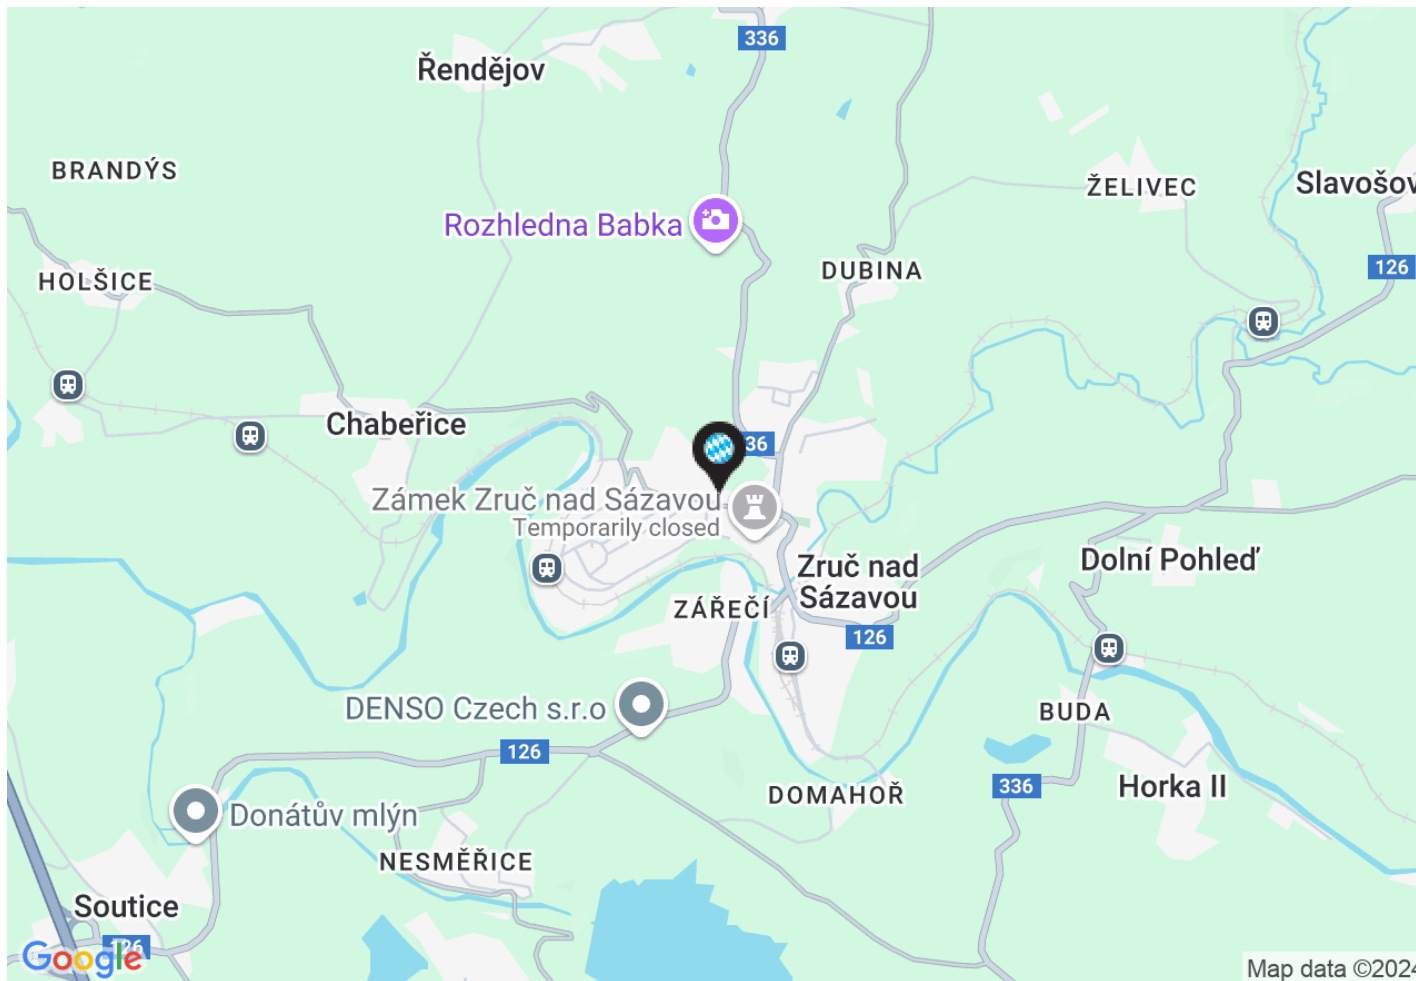 336
Řendějov
BRANDÝS
ŽELIVEC
Slavošov
Rozhledna Babka
126
DUBINA
HOLŠICE
Chabeřice
36
Zámek Zruč nad Sázavou
Temporarily closed
Zruč nad
Sázavou
Dolní Pohleď
ZÁŘEČÍ
126
DENSO Czech s.r.o
BUDA
126
336
Horka II
DOMAHOŘ
Donátův mlýn
NESMĚŘICE
Soutice
126
Google
Map data ©2024